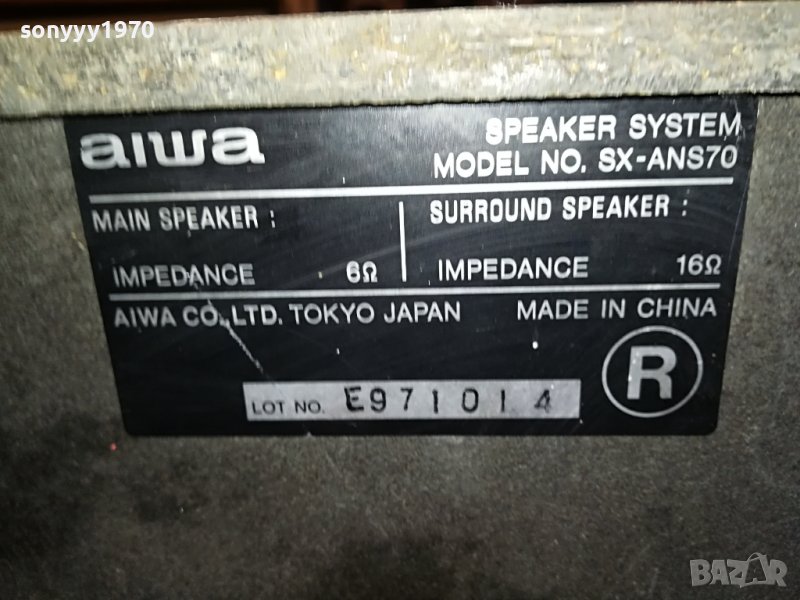 sonyyy1970
aiwa
SPEAKER SYSTEM
MODEL NO. SX-ANS70
MAIN SPEAKER :
IMPEDANCE 6Ω
SURROUND SPEAKER :
IMPEDANCE 16Ω
AIWA CO.,LTD. TOKYO JAPAN MADE IN CHINA
R
LOT NO. E971014
BAZAR